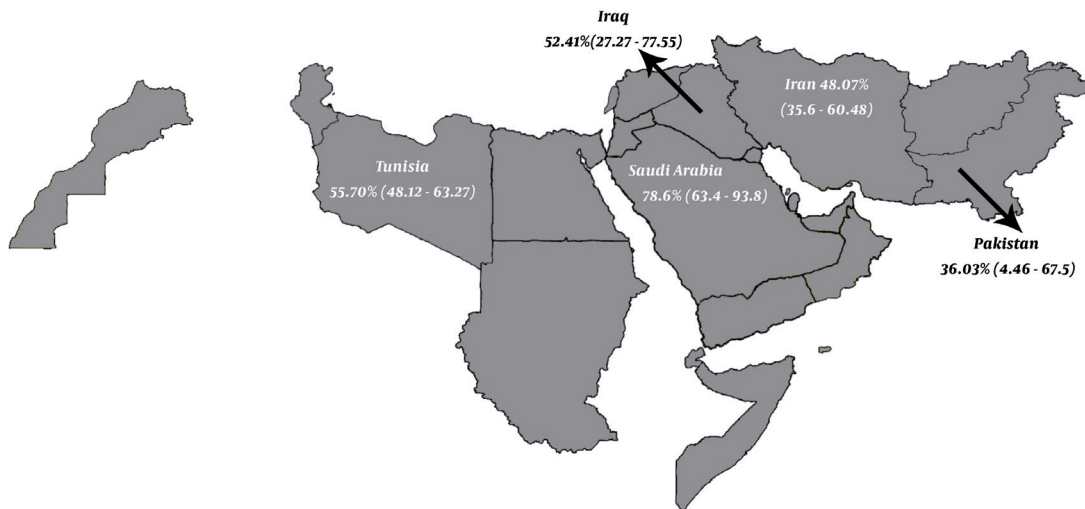 Iraq
52.41%(27.27 - 77.55)
Iran 48.07%
(35.6 - 60.48)
Tunisia
55.70% (48.12 - 63.27)
Saudi Arabia
78.6% (63.4 - 93.8)
Pakistan
36.03% (4.46 - 67.5)